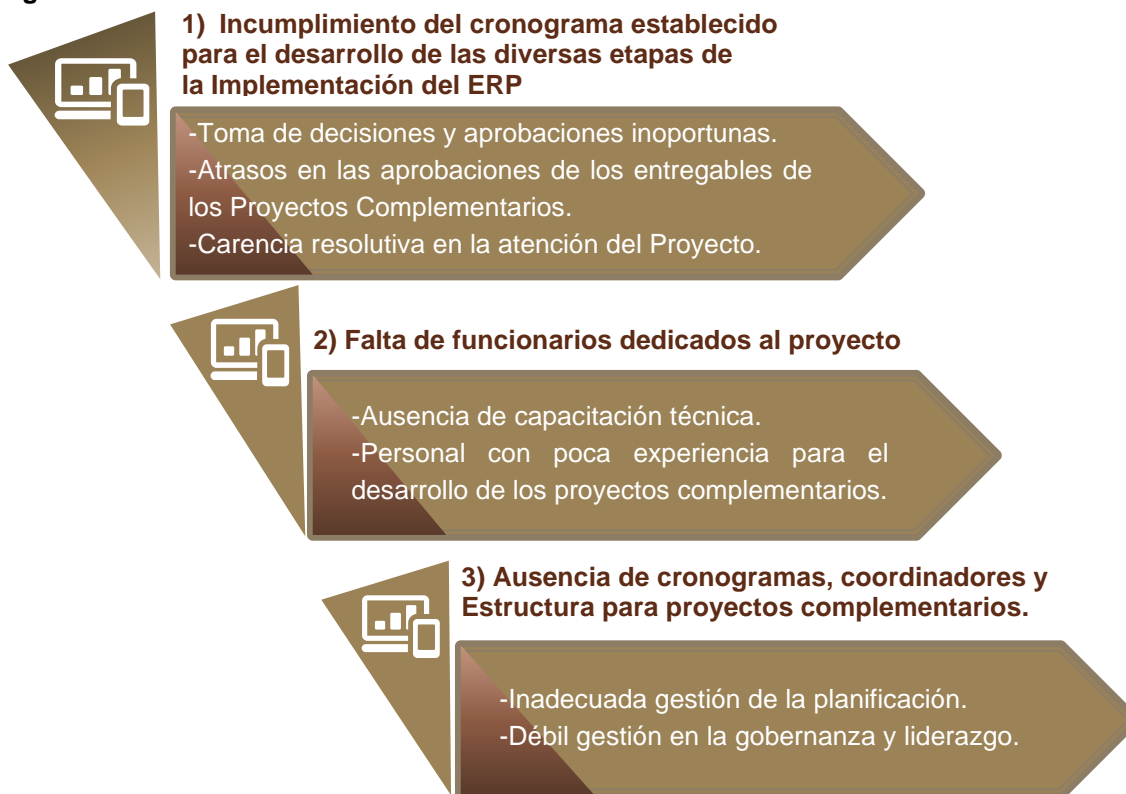 1) Incumplimiento del cronograma establecido
para el desarrollo de las diversas etapas de
la Implementación del ERP
-Toma de decisiones y aprobaciones inoportunas.
-Atrasos en las aprobaciones de los entregables de
los Proyectos Complementarios.
-Carencia resolutiva en la atención del Proyecto.
2) Falta de funcionarios dedicados al proyecto
-Ausencia de capacitación técnica.
-Personal con poca experiencia para el
desarrollo de los proyectos complementarios.
3) Ausencia de cronogramas, coordinadores y
Estructura para proyectos complementarios.
-Inadecuada gestión de la planificación.
-Débil gestión en la gobernanza y liderazgo.